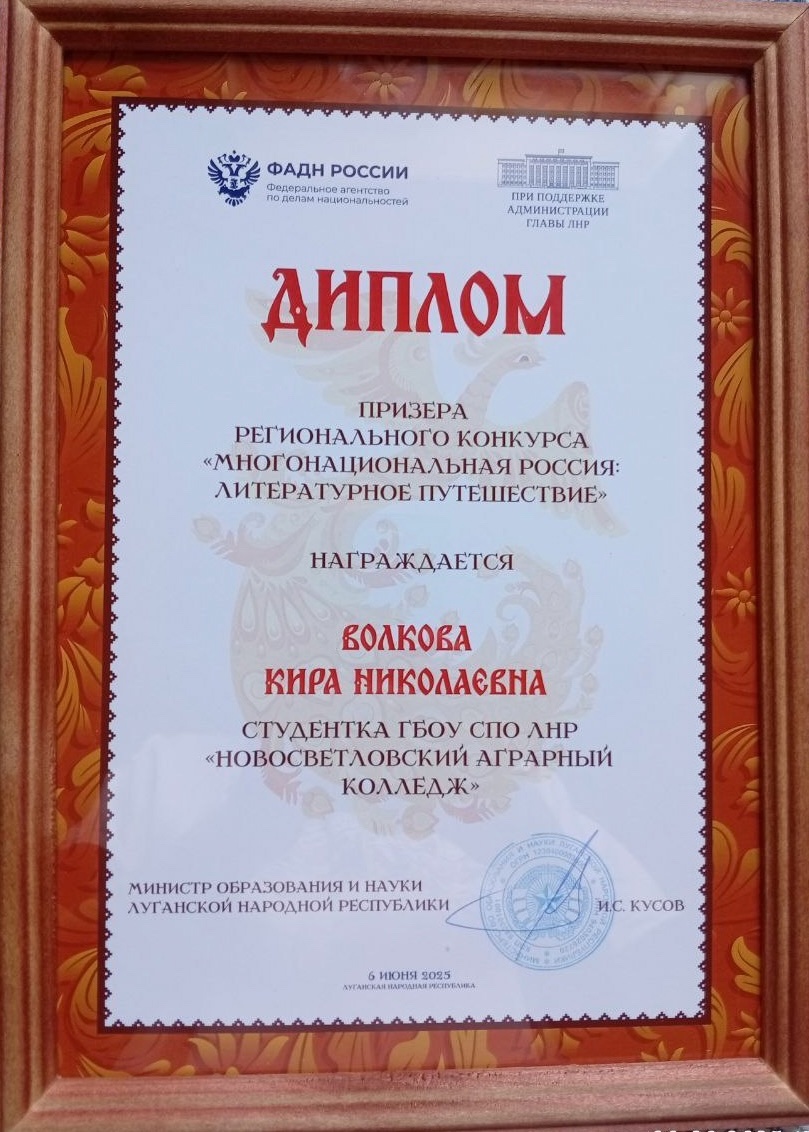 ФАДН РОССИИ
Федеральное агентство
по делам национальностей
ПРИ ПОДДЕРЖКЕ
АДМИНИСТРАЦИИ
ГЛАВЫ ЛНР
ДИПЛОМ
ПРИЗЕРА
РЕГИОНАЛЬНОГО КОНКУРСА
«МНОГОНАЦИОНАЛЬНАЯ РОССИЯ:
ЛИТЕРАТУРНОЕ ПУТЕШЕСТВИЕ»
НАГРАЖДАЕТСЯ
ВОЛКОВА
КИРА НИКОЛАЕВНА
СТУДЕНТКА ГБОУ СПО ЛНР
«НОВОСВЕТЛОВСКИЙ АГРАРНЫЙ
КОЛЛЕДЖ»
МИНИСТР ОБРАЗОВАНИЯ И НАУКИ
ЛУГАНСКОЙ НАРОДНОЙ РЕСПУБЛИКИ
И.С. КУСОВ
6 ИЮНЯ 2025
ЛУГАНСКАЯ НАРОДНАЯ РЕСПУБЛИКА